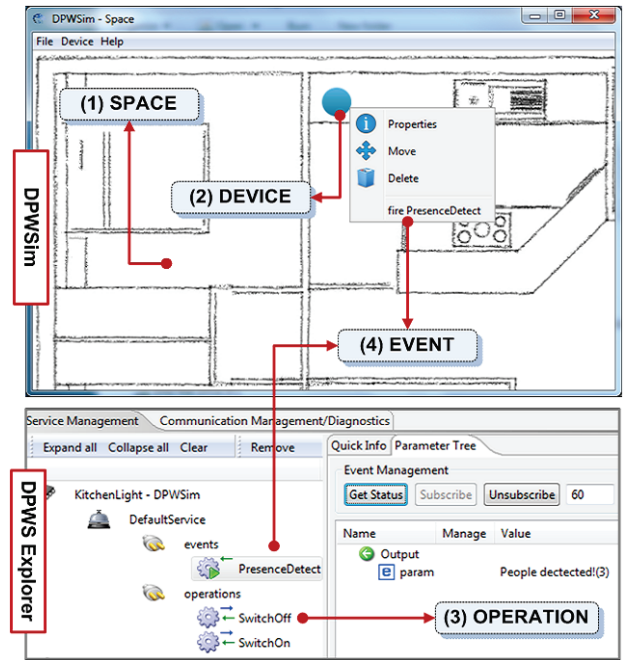 DPWSim - Space
File Device Help
(1) SPACE
Properties
Move
(2) DEVICE
Delete
fire PresenceDetect
DPWSim
(4) EVENT
Service Management Communication Management/Diagnostics
Expand all Collapse all Clear Remove
Quick Info Parameter Tree
Event Management
Get Status Subscribe Unsubscribe 60
KitchenLight - DPWSim
DefaultService
events
PresenceDetect
operations
SwitchOff
SwitchOn
Name Manage Value
Output
param People dectected!(3)
(3) OPERATION
DPWS Explorer